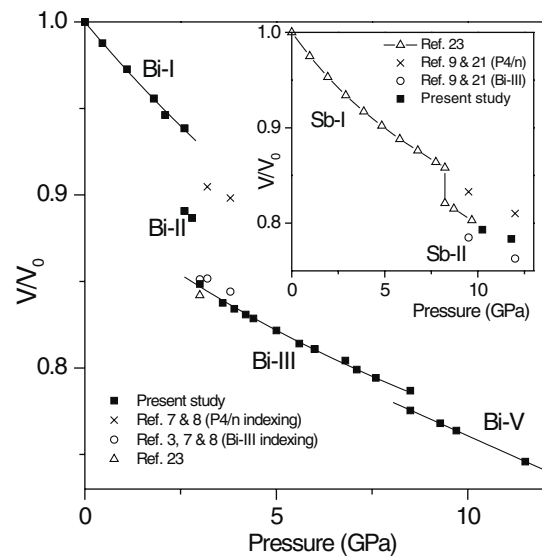 1.0
0.9
0.8
V/V0
0
5
10
Pressure (GPa)
Bi-I
Bi-II
Bi-III
Bi-V
Present study
Ref. 7 & 8 (P4/n indexing)
Ref. 3, 7 & 8 (Bi-III indexing)
Ref. 23
1.0
0.9
0.8
0.7
V/V0
0
5
10
Pressure (GPa)
Ref. 23
Ref. 9 & 21 (P4/n)
Ref. 9 & 21 (Bi-III)
Present study
Sb-I
Sb-II